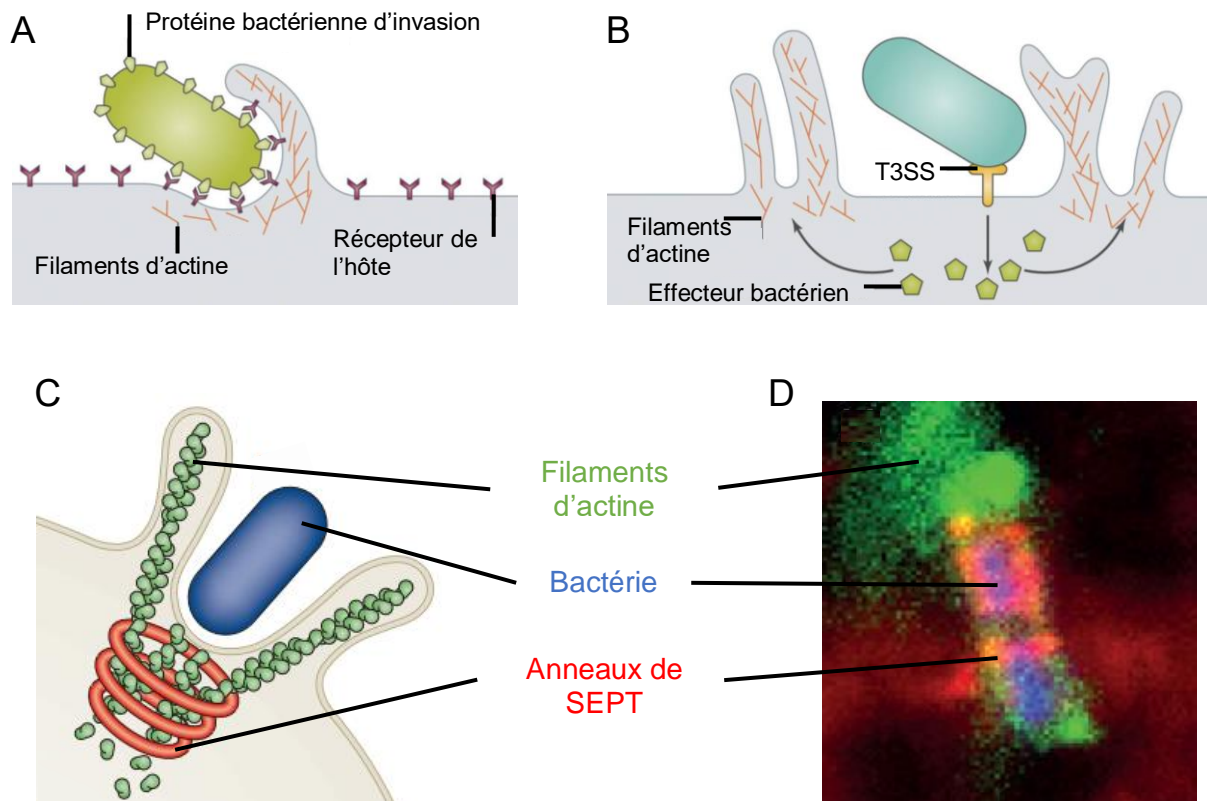 A
Protéine bactérienne d'invasion
Filaments d'actine
Récepteur de
l'hôte
B
T3SS
Filaments
d'actine
Effecteur bactérien
C
D
Filaments
d'actine
Bactérie
Anneaux de
SEPT